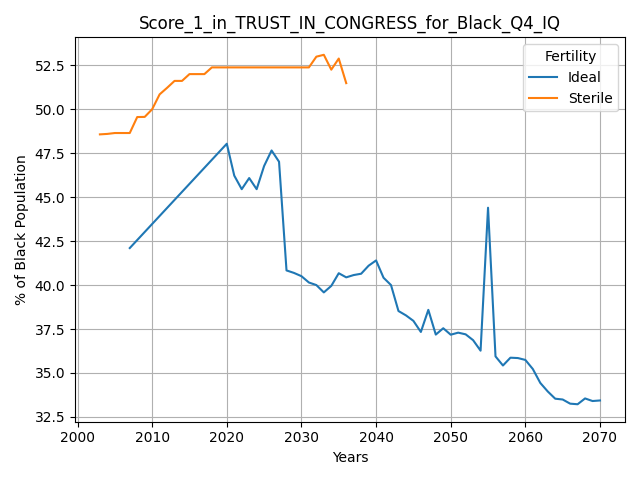 Score_1_in_TRUST_IN_CONGRESS_for_Black_Q4_IQ
Fertility
Ideal
Sterile
% of Black Population
52.5
50.0
47.5
45.0
42.5
40.0
37.5
35.0
32.5
2000 2010 2020 2030 2040 2050 2060 2070
Years